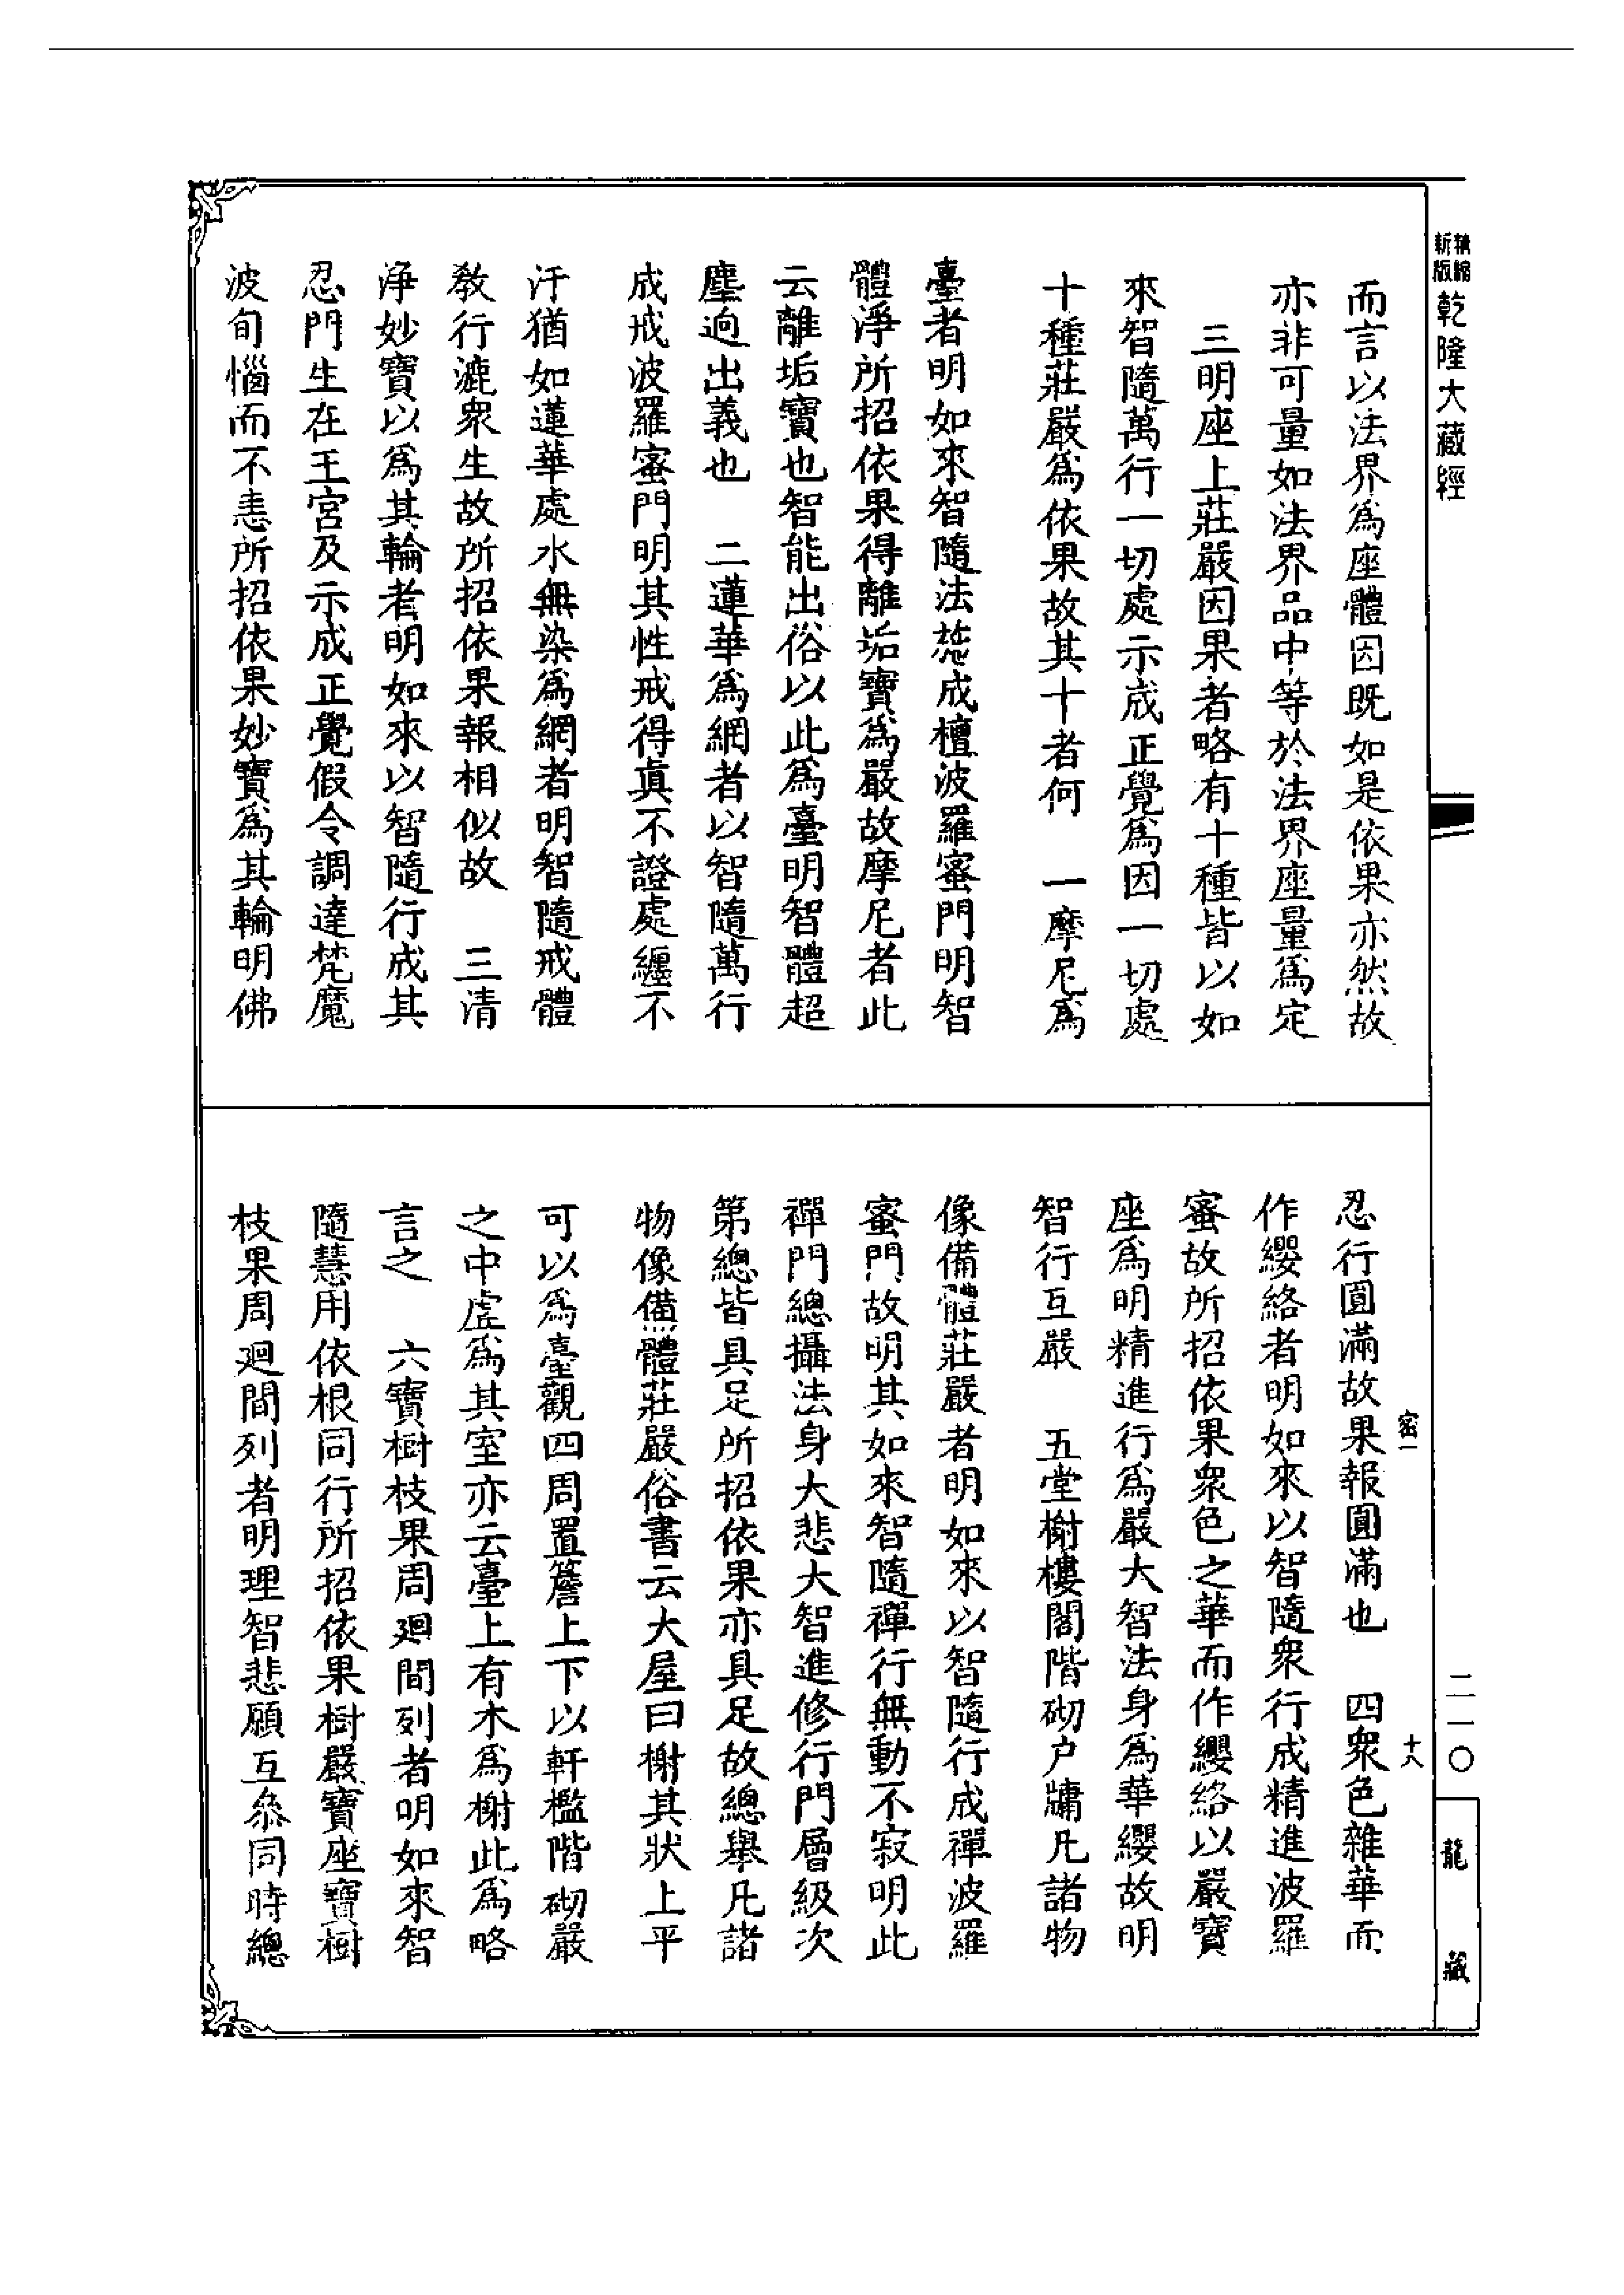 新版精縮乾隆大藏經
而言以法界爲座體因既如是依果亦然故
亦非可量如法界品中等於法界座量爲定
三明座上莊嚴因果者略有十種皆以如
來智隨萬行一切處示成正覺爲因一切處
十種莊嚴爲依果故其十者何　一摩尼爲
臺者明如來智隨法㤅成檀波羅蜜門明智
體淨所招依果得離垢寶爲嚴故摩尼者此
云離垢寶也智能出俗以此爲臺明智體超
塵逈出義也　二蓮華爲網者以智隨萬行
成戒波羅蜜門明其性戒得眞不證處纏不
汗猶如蓮華處水無染爲網者明智隨戒體
教行漉衆生故所招依果報相似故　三清
淨妙寶以爲其輪者明如來以智隨行成其
忍門生在王宮及示成正覺假令調達梵魔
波旬惱而不恚所招依果妙寶爲其輪明佛
密一
忍行圓滿故果報圓滿也　四衆色雜華而
作纓絡者明如來以智隨衆行成精進波羅
蜜故所招依果衆色之華而作纓絡以嚴寶
座爲明精進行爲嚴大智法身爲華纓故明
智行互嚴　五堂榭樓閣階砌户牗凡諸物
像備體莊嚴者明如來以智隨行成禪波羅
蜜門故明其如來智隨禪行無動不寂明此
禪門總攝法身大悲大智進修行門層級次
第總皆具足所招依果亦具足故總舉凡諸
物像備體莊嚴俗書云大屋曰榭其狀上平
可以爲臺觀四周置簷上下以軒檻階砌嚴
之中虛爲其室亦云臺上有木爲榭此爲略
言之　六寶樹枝果周廻間列者明如來智
隨慧用依根同行所招依果樹嚴寶座寶樹
枝果周廻間列者明理智悲願互叅同時總
十八
二一〇
龍藏